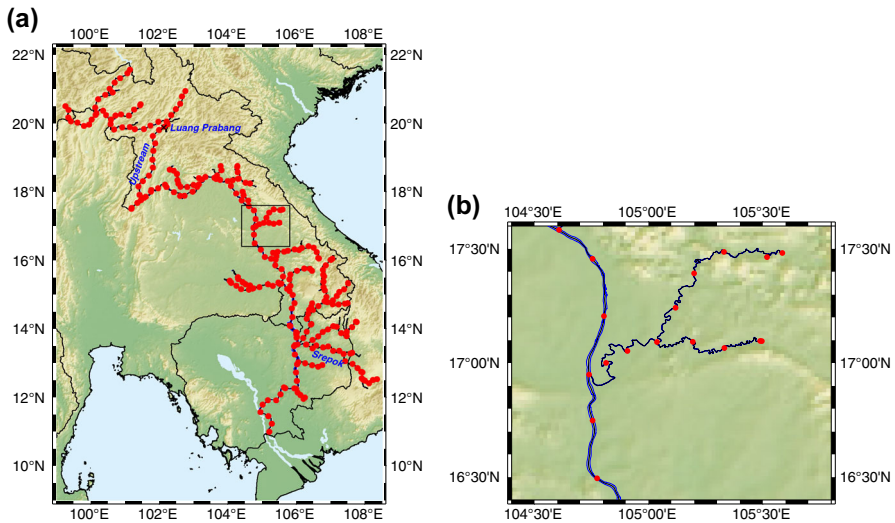 (a)
100°E 102°E 104°E 106°E 108°E
22°N
20°N
18°N
16°N
14°N
12°N
10°N
Luang Prabang
Upstream
Srepok
100°E 102°E 104°E 106°E 108°E
(b)
104°30'E 105°00'E 105°30'E
17°30'N 17°30'N
17°00'N 17°00'N
16°30'N 16°30'N
104°30'E 105°00'E 105°30'E
22°N
20°N
18°N
16°N
14°N
12°N
10°N